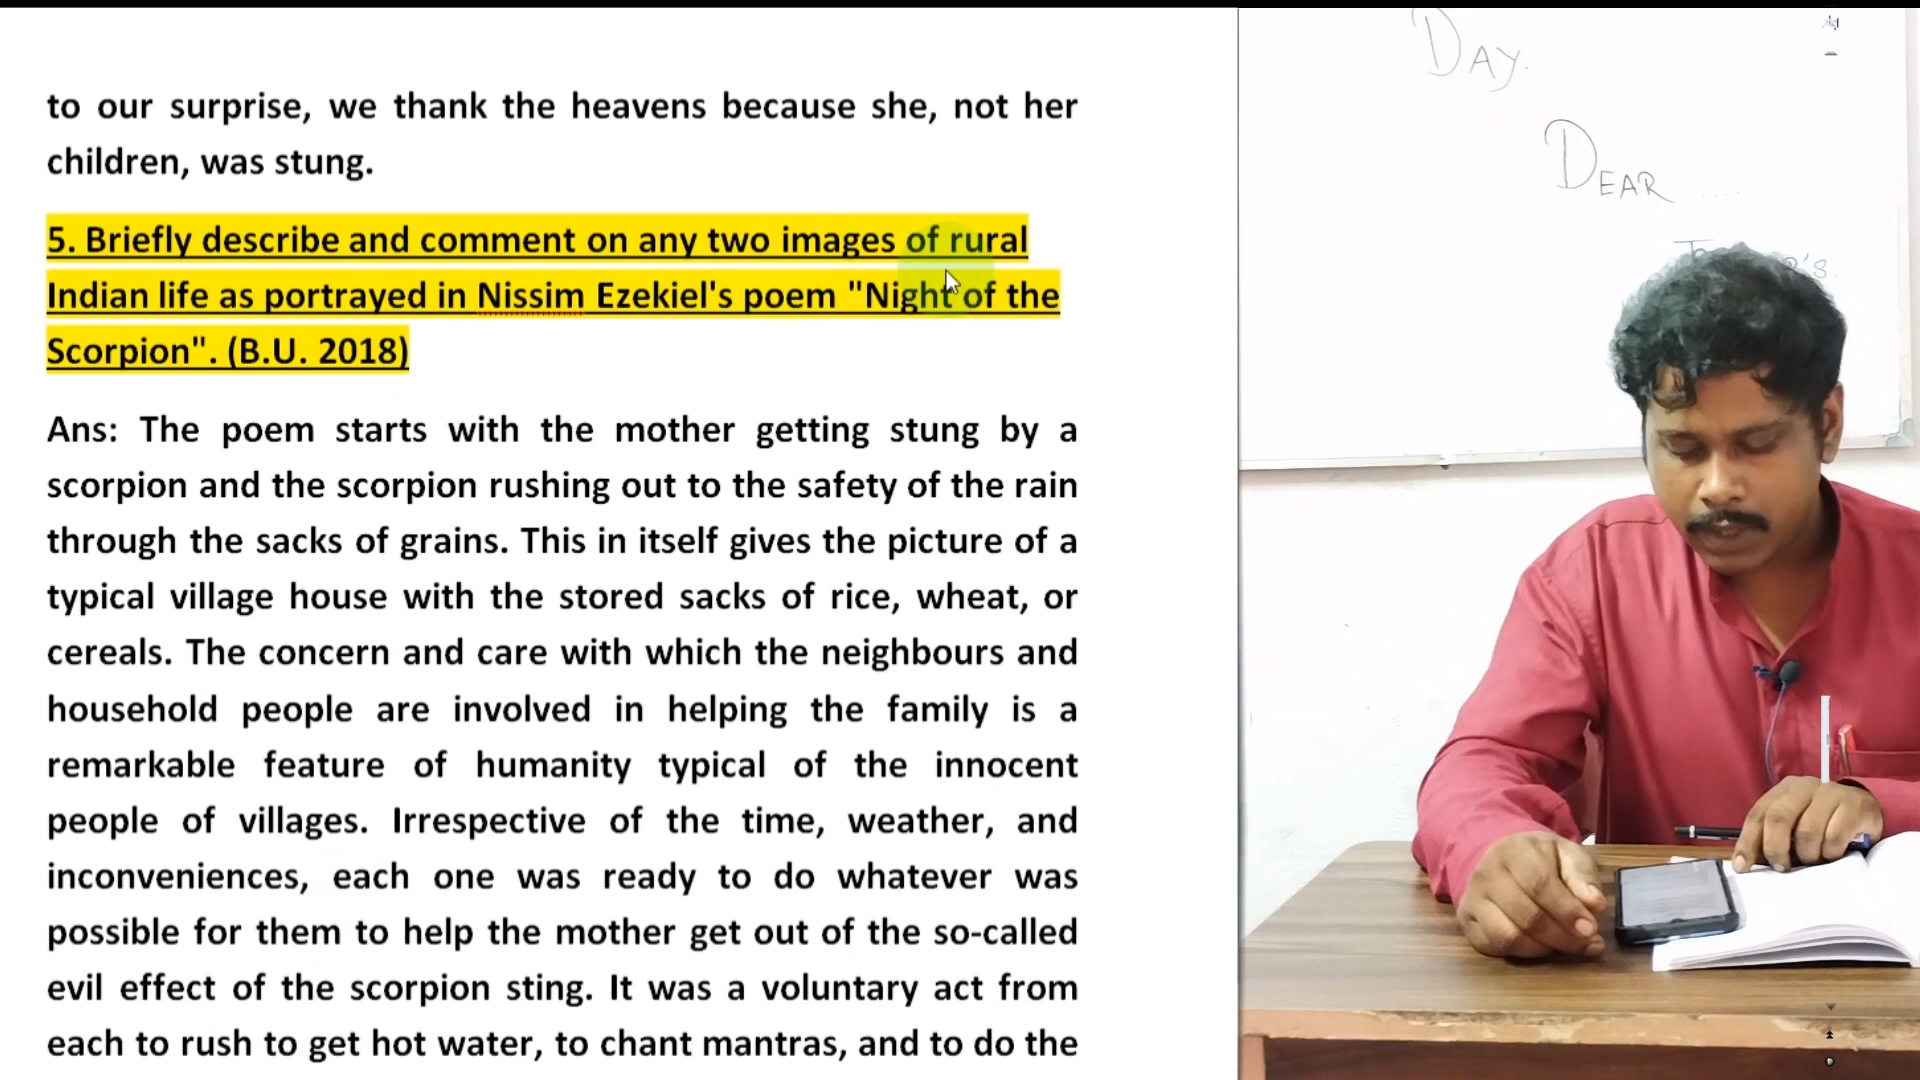 to our surprise, we thank the heavens because she, not her
children, was stung.
5. Briefly describe and comment on any two images of rural
Indian life as portrayed in Nissim Ezekiel's poem "Night of the
Scorpion". (B.U. 2018)
Ans: The poem starts with the mother getting stung by a
scorpion and the scorpion rushing out to the safety of the rain
through the sacks of grains. This in itself gives the picture of a
typical village house with the stored sacks of rice, wheat, or
cereals. The concern and care with which the neighbours and
household people are involved in helping the family is a
remarkable feature of humanity typical of the innocent
people of villages. Irrespective of the time, weather, and
inconveniences, each one was ready to do whatever was
possible for them to help the mother get out of the so-called
evil effect of the scorpion sting. It was a voluntary act from
each to rush to get hot water, to chant mantras, and to do the
DAY.
DEAR ....